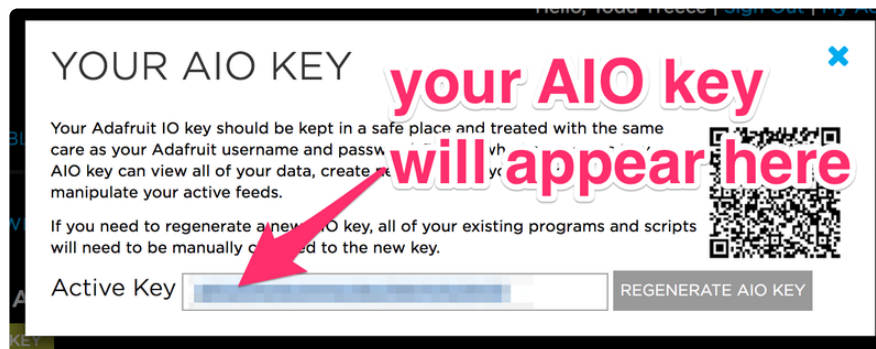 Hello, Todd Treece | Sign Out | My Ac
YOUR AIO KEY
your AIO key
will appear here
Your Adafruit IO key should be kept in a safe place and treated with the same
care as your Adafruit username and passw
AIO key can view all of your data, create
manipulate your active feeds.
If you need to regenerate a new IO key, all of your existing programs and scripts
will need to be manually c ed to the new key.
Active Key
REGENERATE AIO KEY
KEY